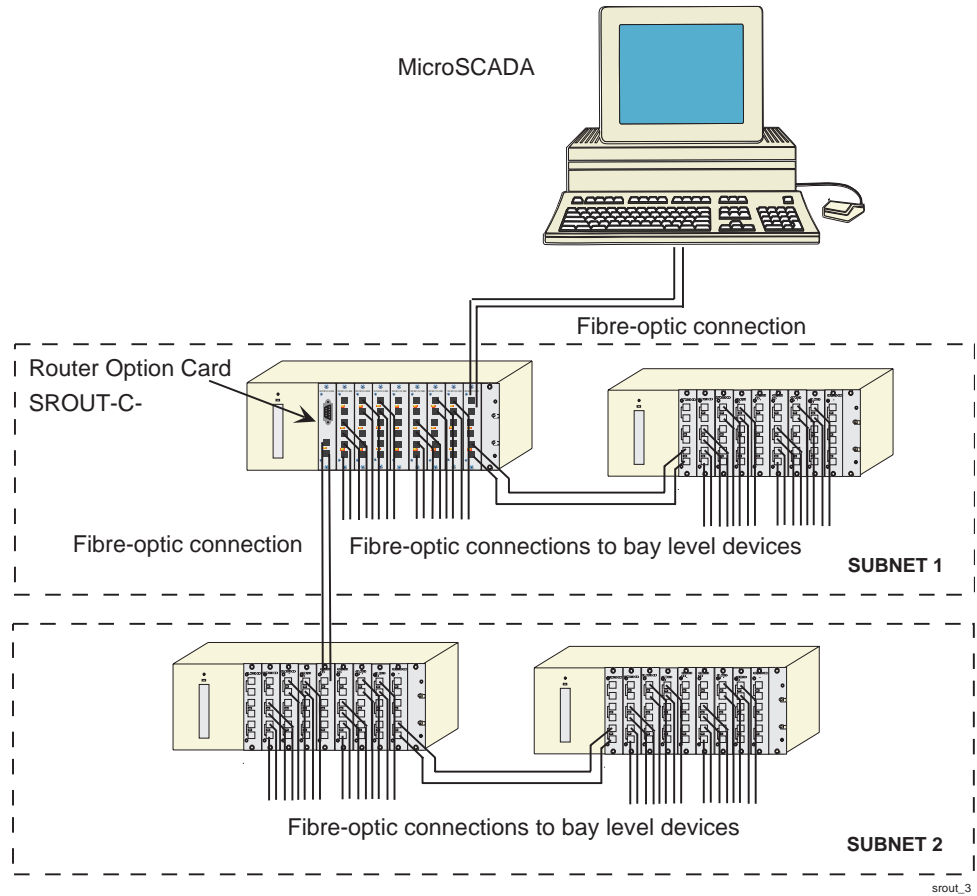 MicroSCADA
Fibre-optic connection
Router Option Card
SROUT-C-
Fibre-optic connection
Fibre-optic connections to bay level devices
SUBNET 1
Fibre-optic connections to bay level devices
SUBNET 2
srout_3